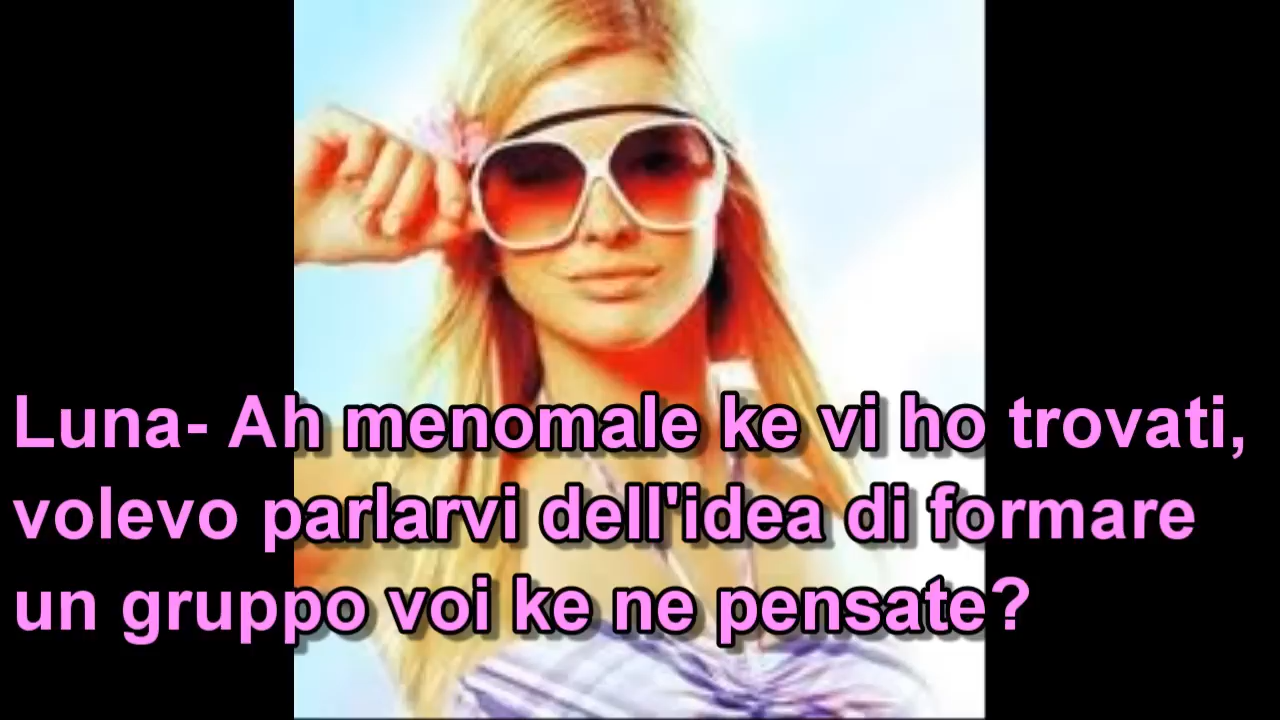 Luna- Ah menomale ke vi ho trovati,
volevo parlarvi dell'idea di formare
un gruppo voi ke ne pensate?